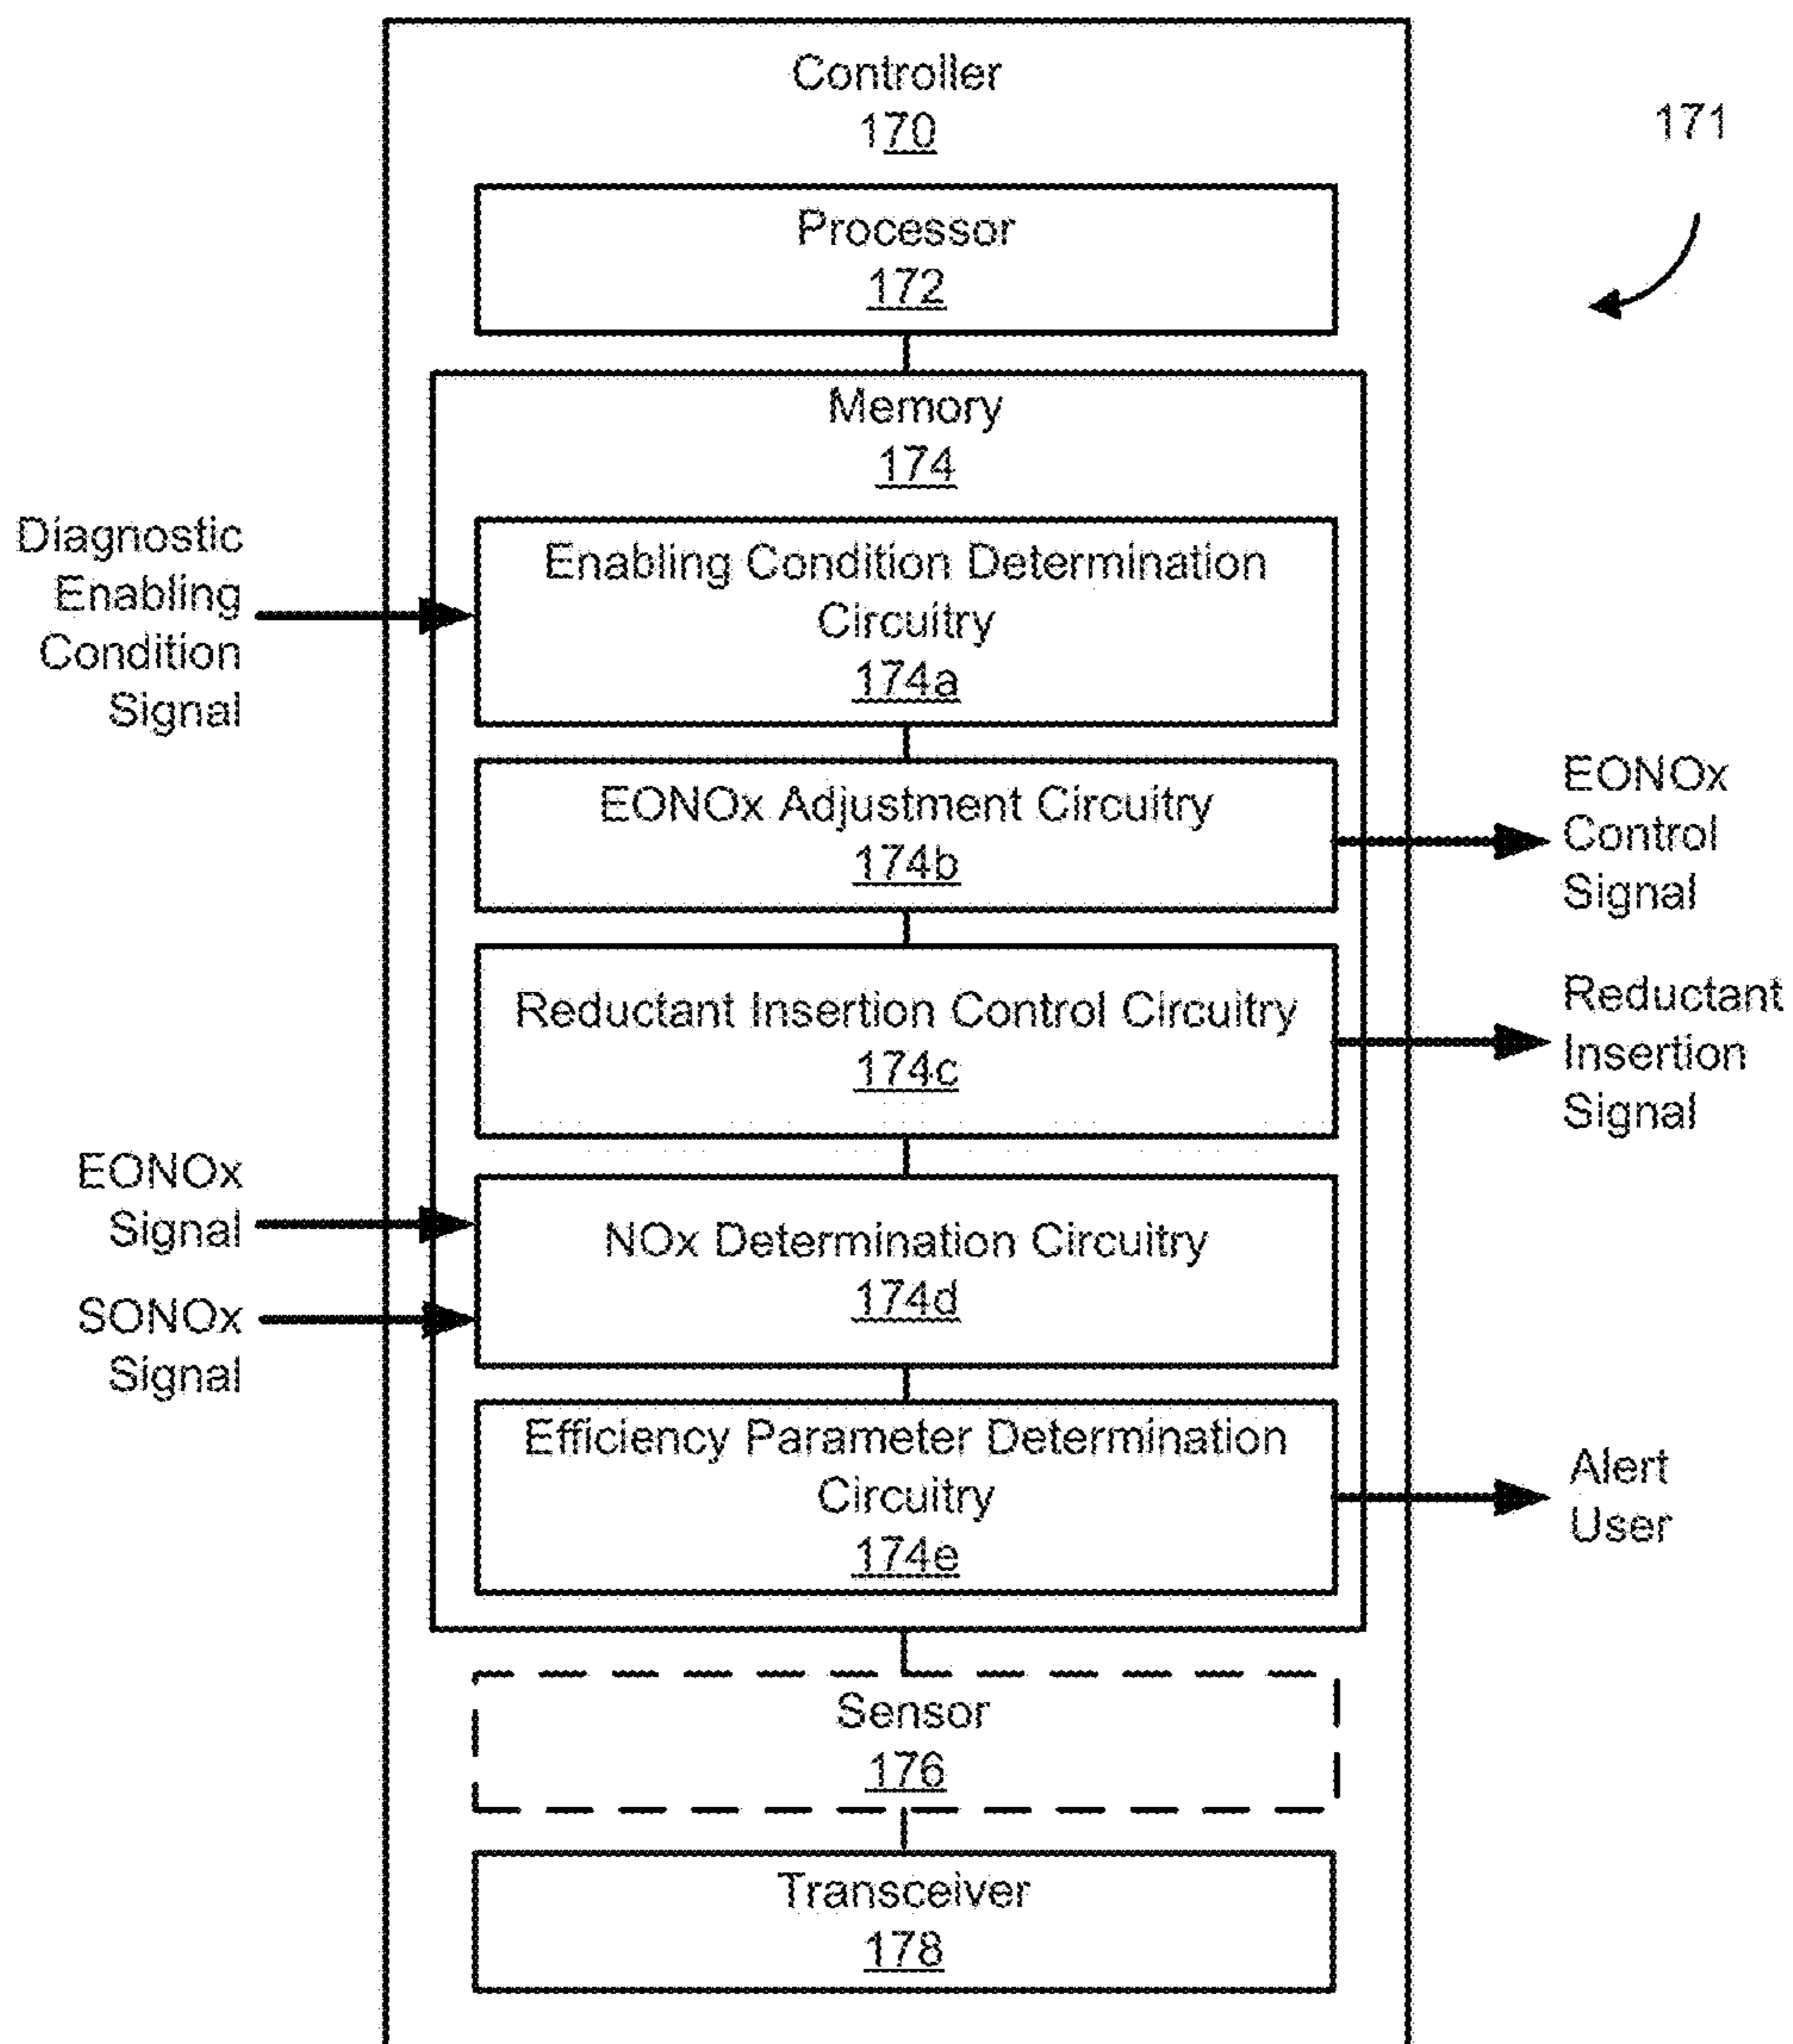 Controller
170
171
Processor
172
Memory
174
Diagnostic
Enabling
Condition
Signal
Enabling Condition Determination
Circuitry
174a
EONOx Adjustment Circuitry
174b
EONOx
Control
Signal
Reductant Insertion Control Circuitry
174c
Reductant
Insertion
Signal
EONOx
Signal
SONOx
Signal
NOx Determination Circuitry
174d
Efficiency Parameter Determination
Circuitry
174e
Alert
User
Sensor
176
Transceiver
178